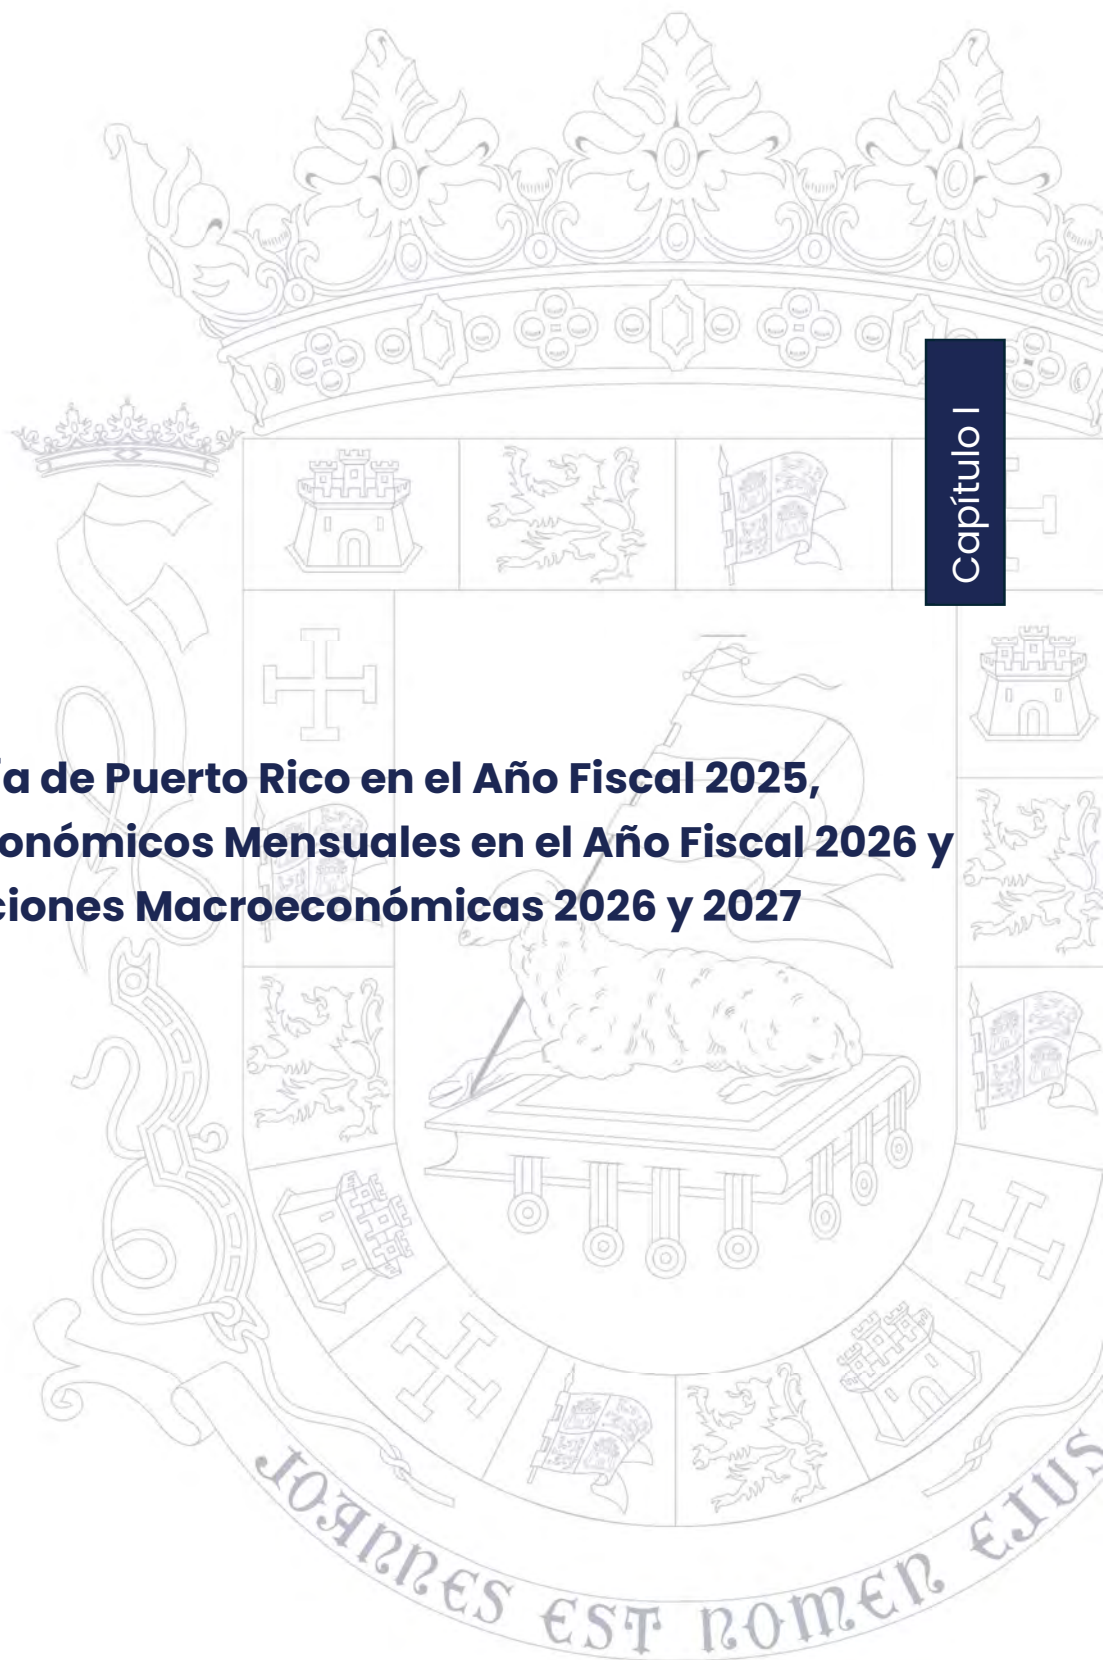 Capítulo I
ía de Puerto Rico en el Año Fiscal 2025,
onómicos Mensuales en el Año Fiscal 2026 y
ciones Macroeconómicas 2026 y 2027
JOANNES EST NOMEN EJUS